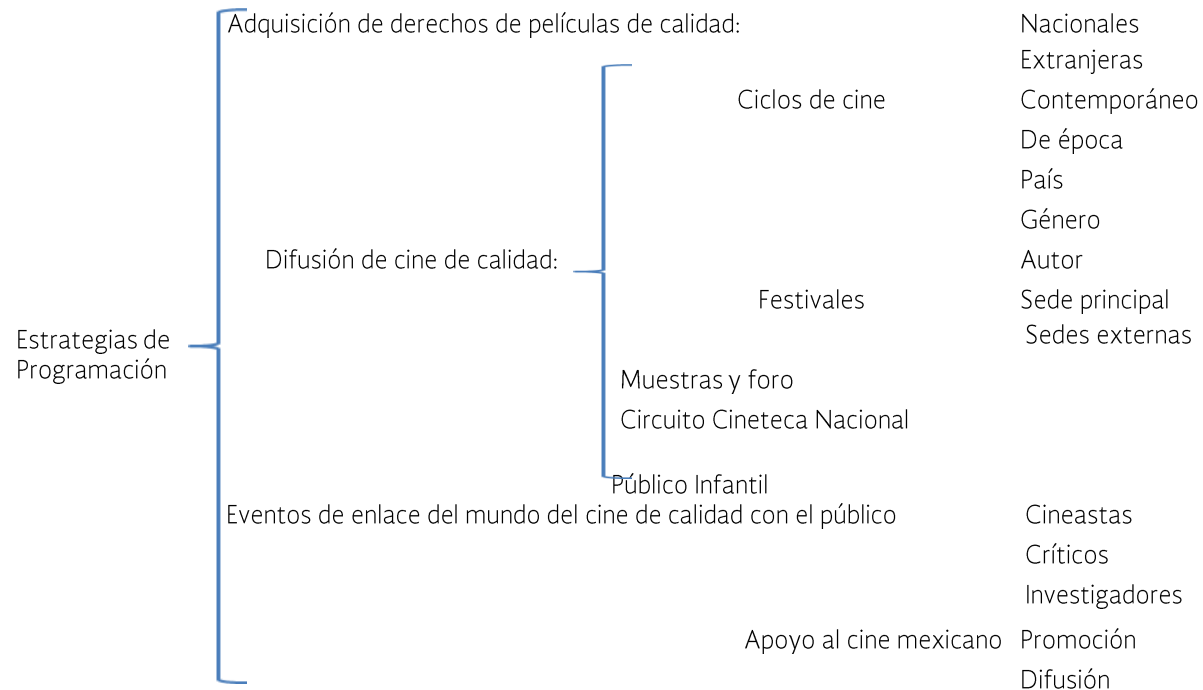 Adquisición de derechos de películas de calidad: Nacionales
Extranjeras
Ciclos de cine Contemporáneo
De época
País
Género
Difusión de cine de calidad: Autor
Festivales Sede principal
Sedes externas
Estrategias de
Programación
Muestras y foro
Circuito Cineteca Nacional
Público Infantil
Eventos de enlace del mundo del cine de calidad con el público Cineastas
Críticos
Investigadores
Apoyo al cine mexicano Promoción
Difusión